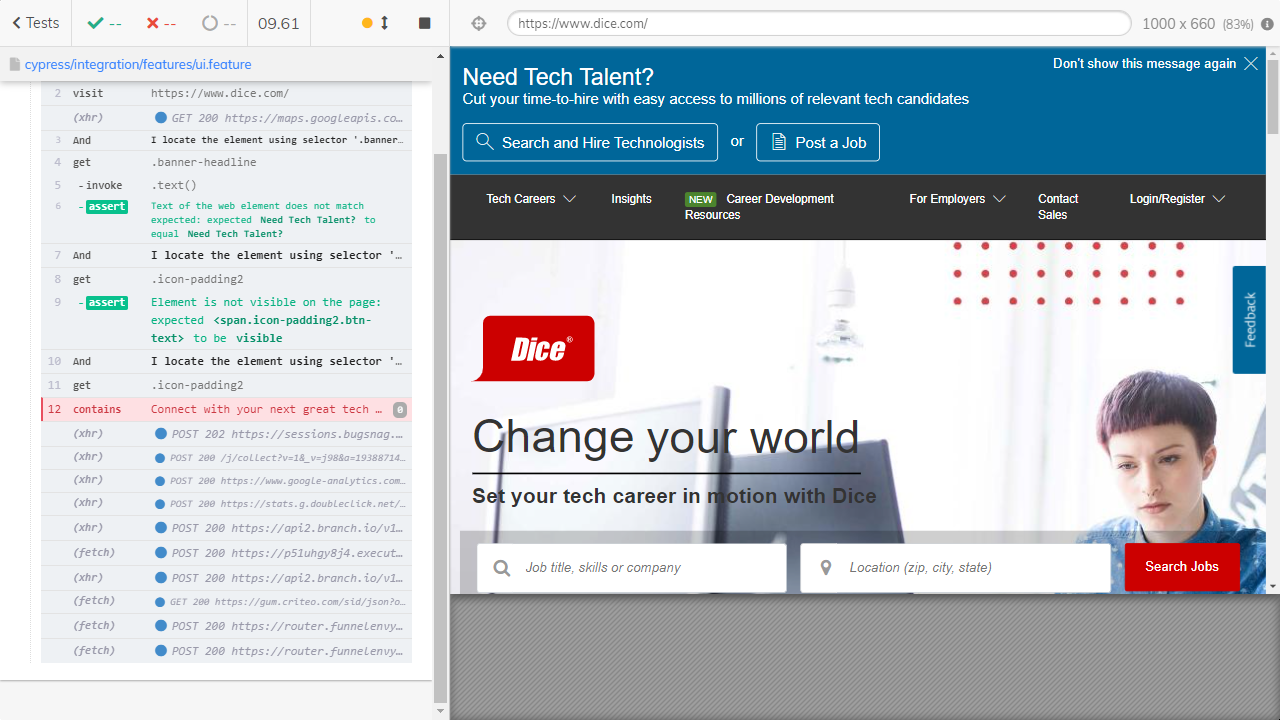 Tests
--
--
--
09.61
https://www.dice.com/
1000 x 660 (83%)
cypress/integration/features/ui.feature
2 visit https://www.dice.com/
(xhr) GET 200 https://maps.googleapis.co…
3 And I locate the element using selector '.banner…
4 get .banner-headline
5 -invoke .text()
6 -assert Text of the web element does not match
expected: expected Need Tech Talent? to
equal Need Tech Talent?
7 And I locate the element using selector '…
8 get .icon-padding2
9 -assert Element is not visible on the page:
expected <span.icon-padding2.btn-
text> to be visible
10 And I locate the element using selector '…
11 get .icon-padding2
12 contains Connect with your next great tech … 0
(xhr) POST 202 https://sessions.bugsnag.…
(xhr) POST 200 /j/collect?v=1&_v=j98&a=19388714…
(xhr) POST 200 https://www.google-analytics.com…
(xhr) POST 200 https://stats.g.doubleclick.net/…
(xhr) POST 200 https://api2.branch.io/v1…
(fetch) POST 200 https://p51uhgy8j4.execut…
(xhr) POST 200 https://api2.branch.io/v1…
(fetch) GET 200 https://gum.criteo.com/sid/json?o…
(fetch) POST 200 https://router.funnelenvy…
(fetch) POST 200 https://router.funnelenvy…
Don't show this message again
Need Tech Talent?
Cut your time-to-hire with easy access to millions of relevant tech candidates
Search and Hire Technologists or Post a Job
Tech Careers
Insights
NEW Career Development
Resources
For Employers
Contact
Sales
Login/Register
Feedback
Dice®
Change your world
Set your tech career in motion with Dice
Job title, skills or company
Location (zip, city, state)
Search Jobs